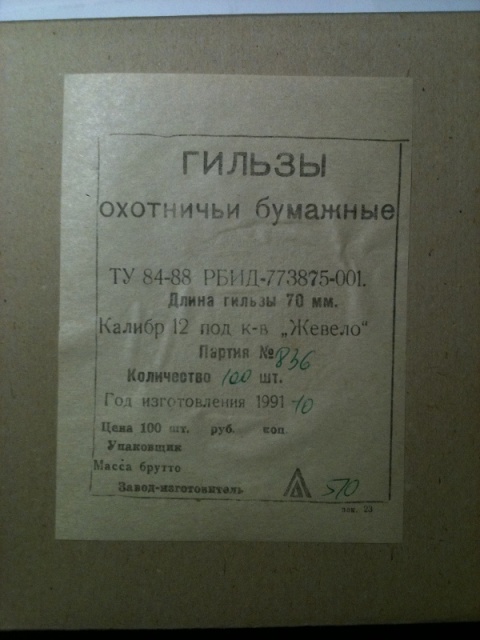 ГИЛЬЗЫ
охотничьи бумажные
ТУ 84-88 РБИД-773875-001.
Длина гильзы 70 мм.
Калибр 12 под к-в „Жевело“
Партия № 836
Количество 100 шт.
Год изготовления 1991 10
Цена 100 шт. руб. коп.
Упаковщик
Масса брутто
Завод-изготовитель 570
зак. 23